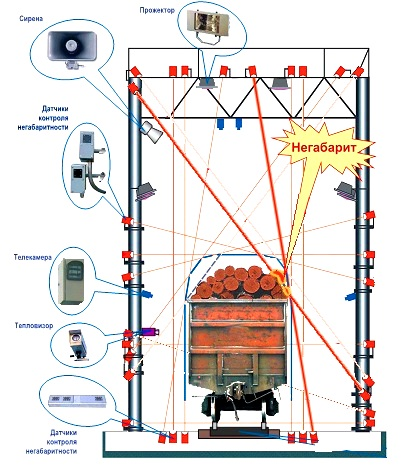 Прожектор
Сирена
Датчики
контроля
негабаритности
Негабарит
Телекамера
Тепловизор
Датчики
контроля
негабаритности